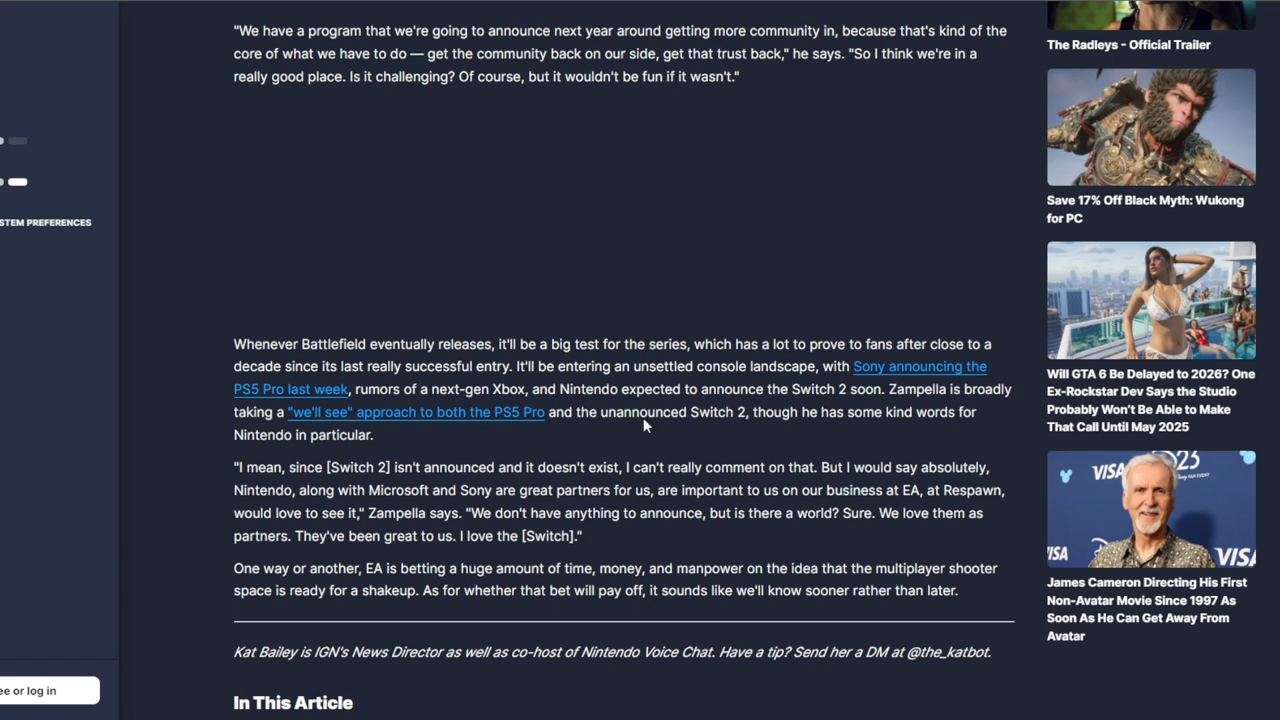 "We have a program that we're going to announce next year around getting more community in, because that's kind of the
core of what we have to do — get the community back on our side, get that trust back," he says. "So I think we're in a
really good place. Is it challenging? Of course, but it wouldn't be fun if it wasn't."
Whenever Battlefield eventually releases, it'll be a big test for the series, which has a lot to prove to fans after close to a
decade since its last really successful entry. It'll be entering an unsettled console landscape, with Sony announcing the
PS5 Pro last week, rumors of a next-gen Xbox, and Nintendo expected to announce the Switch 2 soon. Zampella is broadly
taking a "we'll see" approach to both the PS5 Pro and the unannounced Switch 2, though he has some kind words for
Nintendo in particular.
"I mean, since [Switch 2] isn't announced and it doesn't exist, I can't really comment on that. But I would say absolutely,
Nintendo, along with Microsoft and Sony are great partners for us, are important to us on our business at EA, at Respawn,
would love to see it," Zampella says. "We don't have anything to announce, but is there a world? Sure. We love them as
partners. They've been great to us. I love the [Switch]."
One way or another, EA is betting a huge amount of time, money, and manpower on the idea that the multiplayer shooter
space is ready for a shakeup. As for whether that bet will pay off, it sounds like we'll know sooner rather than later.
Kat Bailey is IGN's News Director as well as co-host of Nintendo Voice Chat. Have a tip? Send her a DM at @the_katbot.
In This Article
STEM PREFERENCES
ee or log in
The Radleys - Official Trailer
Save 17% Off Black Myth: Wukong
for PC
Will GTA 6 Be Delayed to 2026? One
Ex-Rockstar Dev Says the Studio
Probably Won't Be Able to Make
That Call Until May 2025
VISA
23
VISA
VISA
James Cameron Directing His First
Non-Avatar Movie Since 1997 As
Soon As He Can Get Away From
Avatar